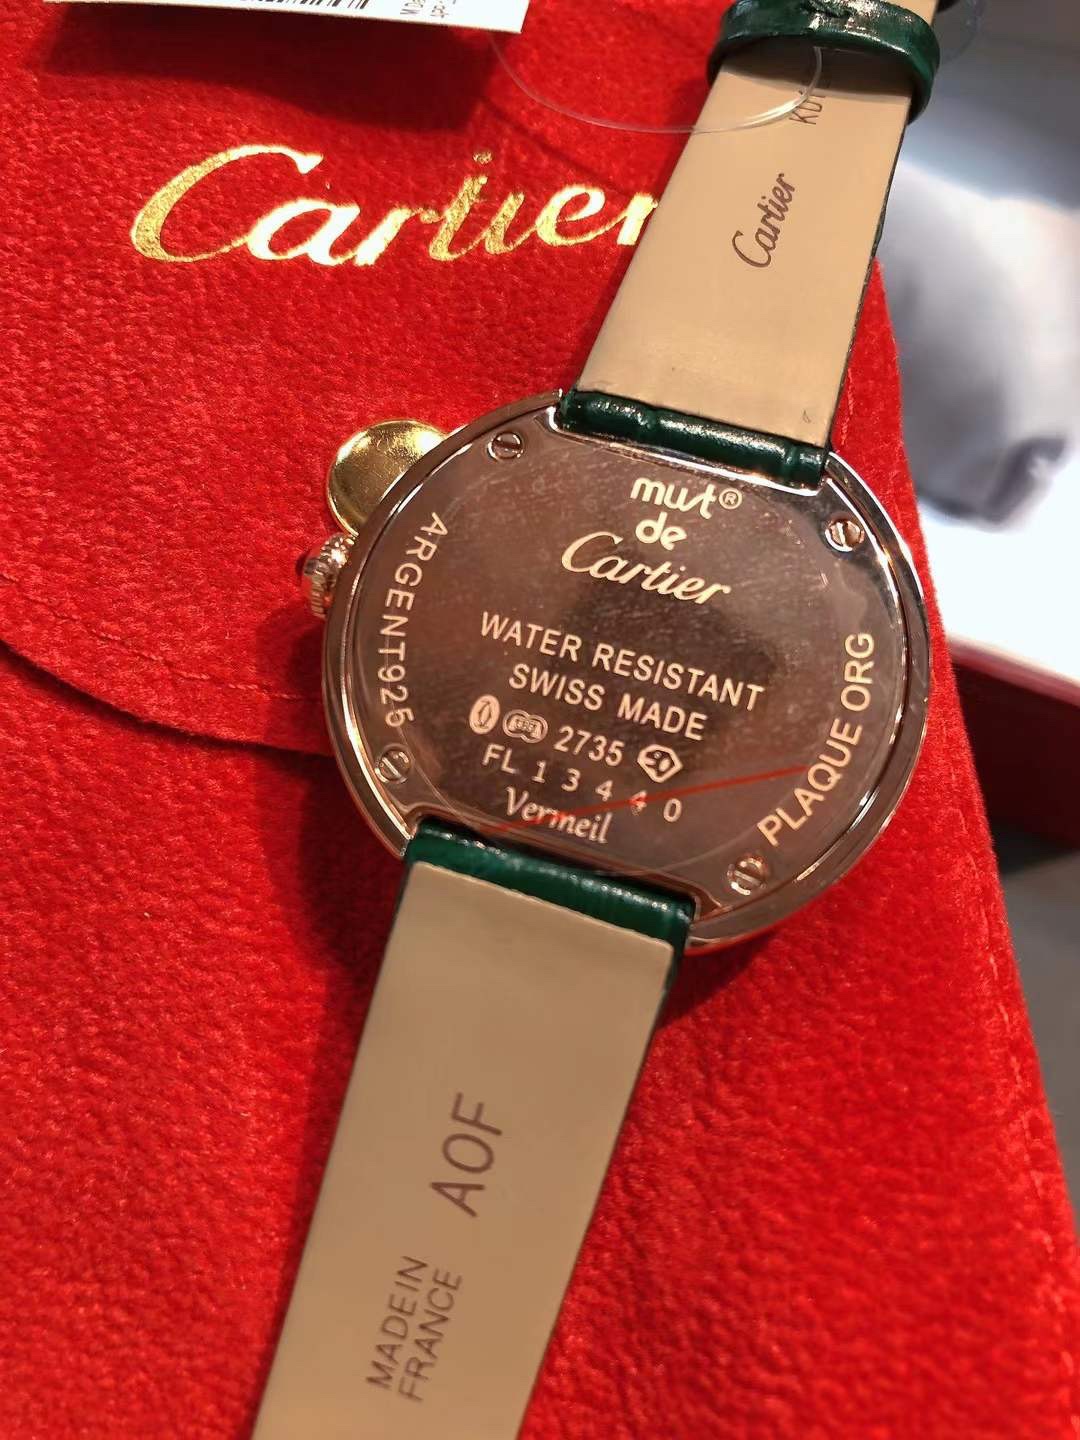 Cartier
Cartier
mut®
de
Cartier
ARGENT925
WATER RESISTANT
SWISS MADE
2735
FL 13440
Vermeil
PLAQUE ORG
AOF
MADE IN
FRANCE